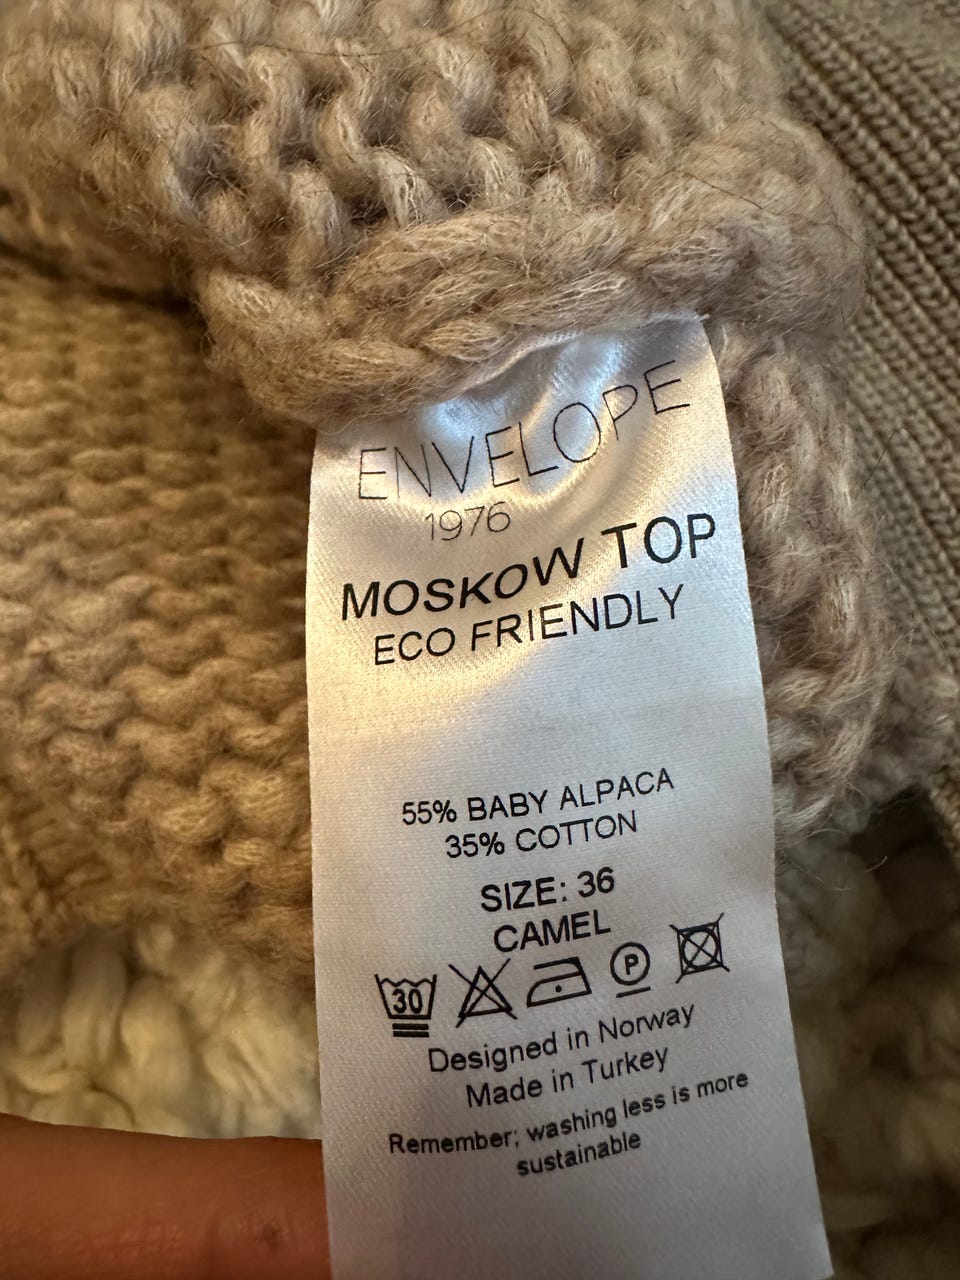 ENVELOPE
1976
MOSKOW TOP
ECO FRIENDLY
55% BABY ALPACA
35% COTTON
SIZE: 36
CAMEL
30 P
Designed in Norway
Made in Turkey
Remember; washing less is more
sustainable